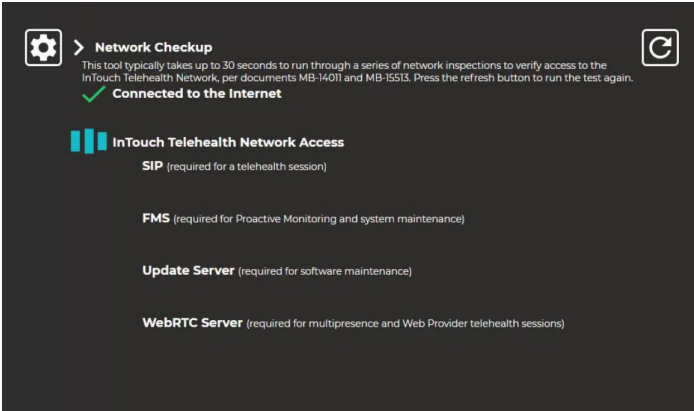 Network Checkup
This tool typically takes up to 30 seconds to run through a series of network inspections to verify access to the
InTouch Telehealth Network, per documents MB-14011 and MB-15513. Press the refresh button to run the test again.
Connected to the Internet
InTouch Telehealth Network Access
SIP (required for a telehealth session)
FMS (required for Proactive Monitoring and system maintenance)
Update Server (required for software maintenance)
WebRTC Server (required for multipresence and Web Provider telehealth sessions)